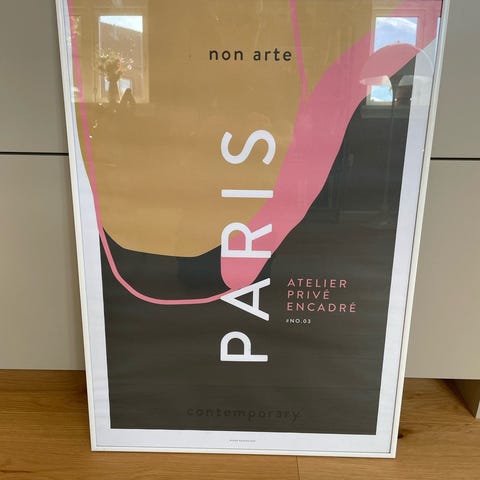 non arte
PARIS
ATELIER
PRIVÉ
ENCADRÉ
#NO.03
contemporary